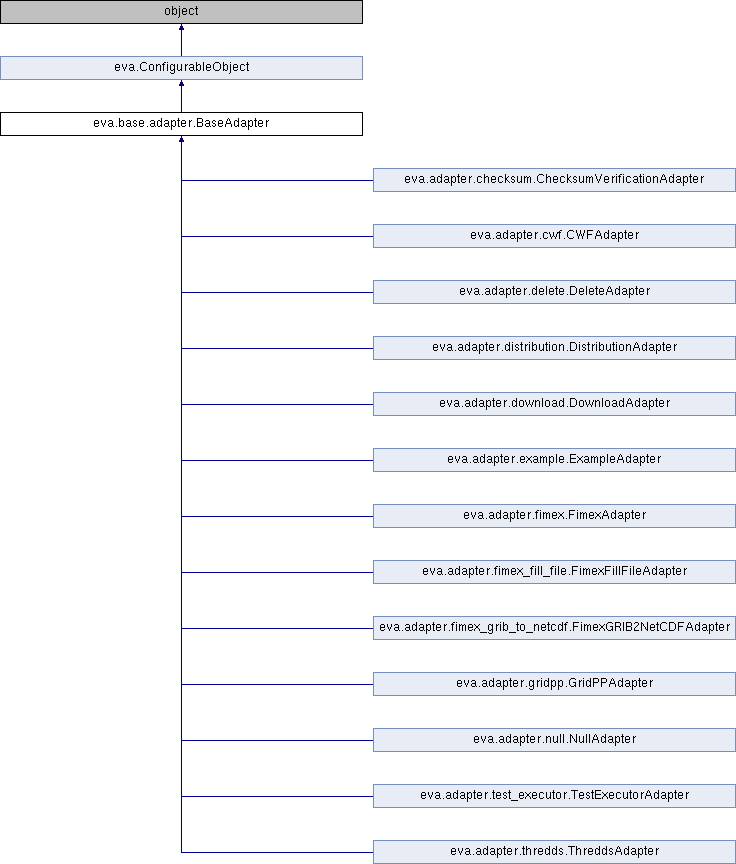 object
eva.ConfigurableObject
eva.base.adapter.BaseAdapter
eva.adapter.checksum.ChecksumVerificationAdapter
eva.adapter.cwf.CWFAdapter
eva.adapter.delete.DeleteAdapter
eva.adapter.distribution.DistributionAdapter
eva.adapter.download.DownloadAdapter
eva.adapter.example.ExampleAdapter
eva.adapter.fimex.FimexAdapter
eva.adapter.fimex_fill_file.FimexFillFileAdapter
eva.adapter.fimex_grib_to_netcdf.FimexGRIB2NetCDFAdapter
eva.adapter.gridpp.GridPPAdapter
eva.adapter.null.NullAdapter
eva.adapter.test_executor.TestExecutorAdapter
eva.adapter.thredds.ThreddsAdapter